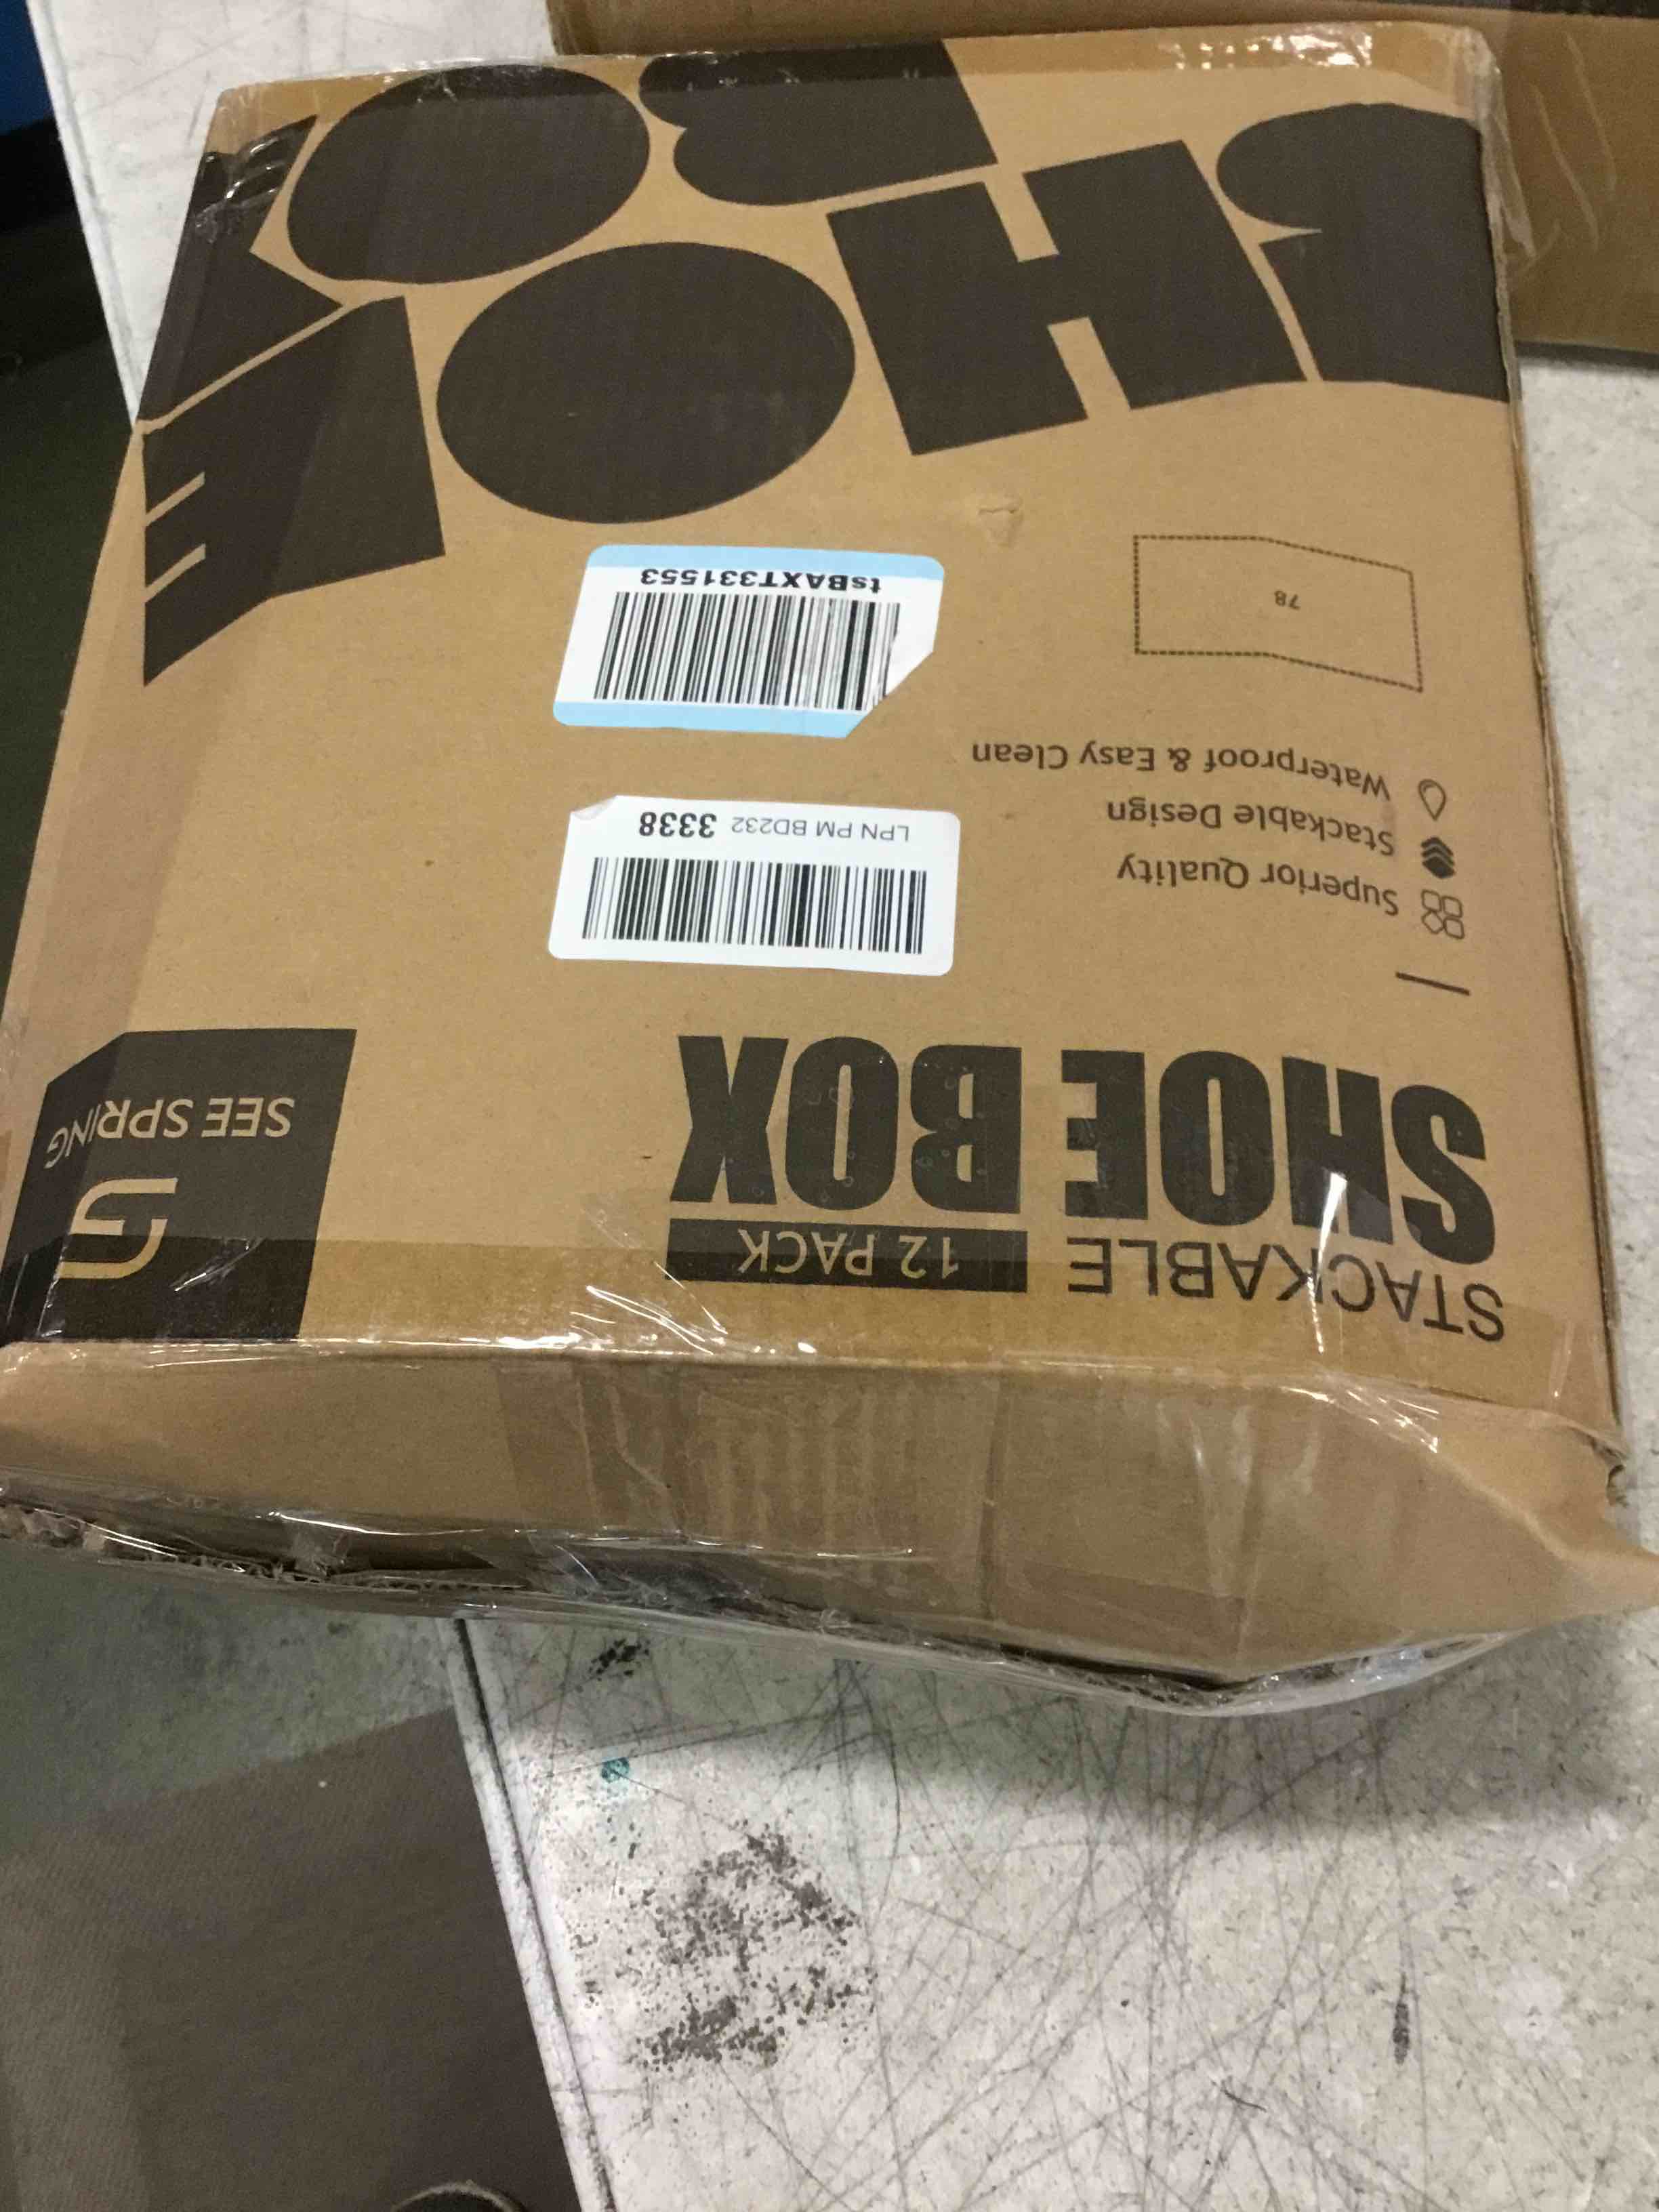 STACKABLE
SHOE BOX
12 PACK
SEE SPRING
Superior Quality
Stackable Design
Waterproof & Easy Clean
LPN PM BD232 3338
tsBAXT331553
78
SHOE
BOX